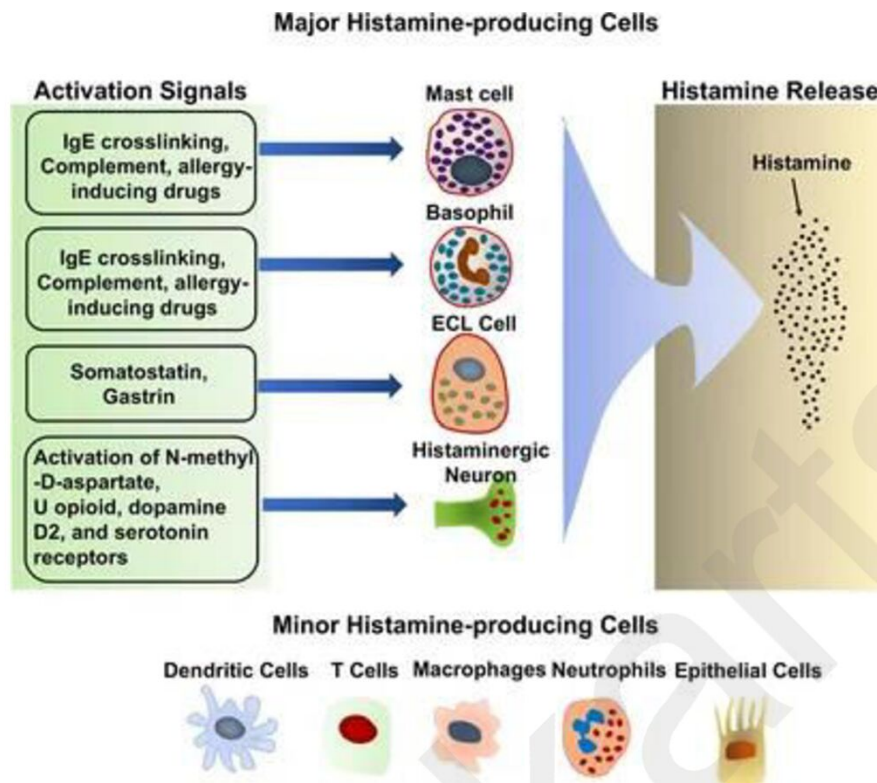 Major Histamine-producing Cells
Activation Signals
Mast cell
Histamine Release
IgE crosslinking,
Complement, allergy-
inducing drugs
Histamine
Basophil
IgE crosslinking,
Complement, allergy-
inducing drugs
ECL Cell
Somatostatin,
Gastrin
Histaminergic
Neuron
Activation of N-methyl
-D-aspartate,
U opioid, dopamine
D2, and serotonin
receptors
Minor Histamine-producing Cells
Dendritic Cells
T Cells
Macrophages
Neutrophils
Epithelial Cells